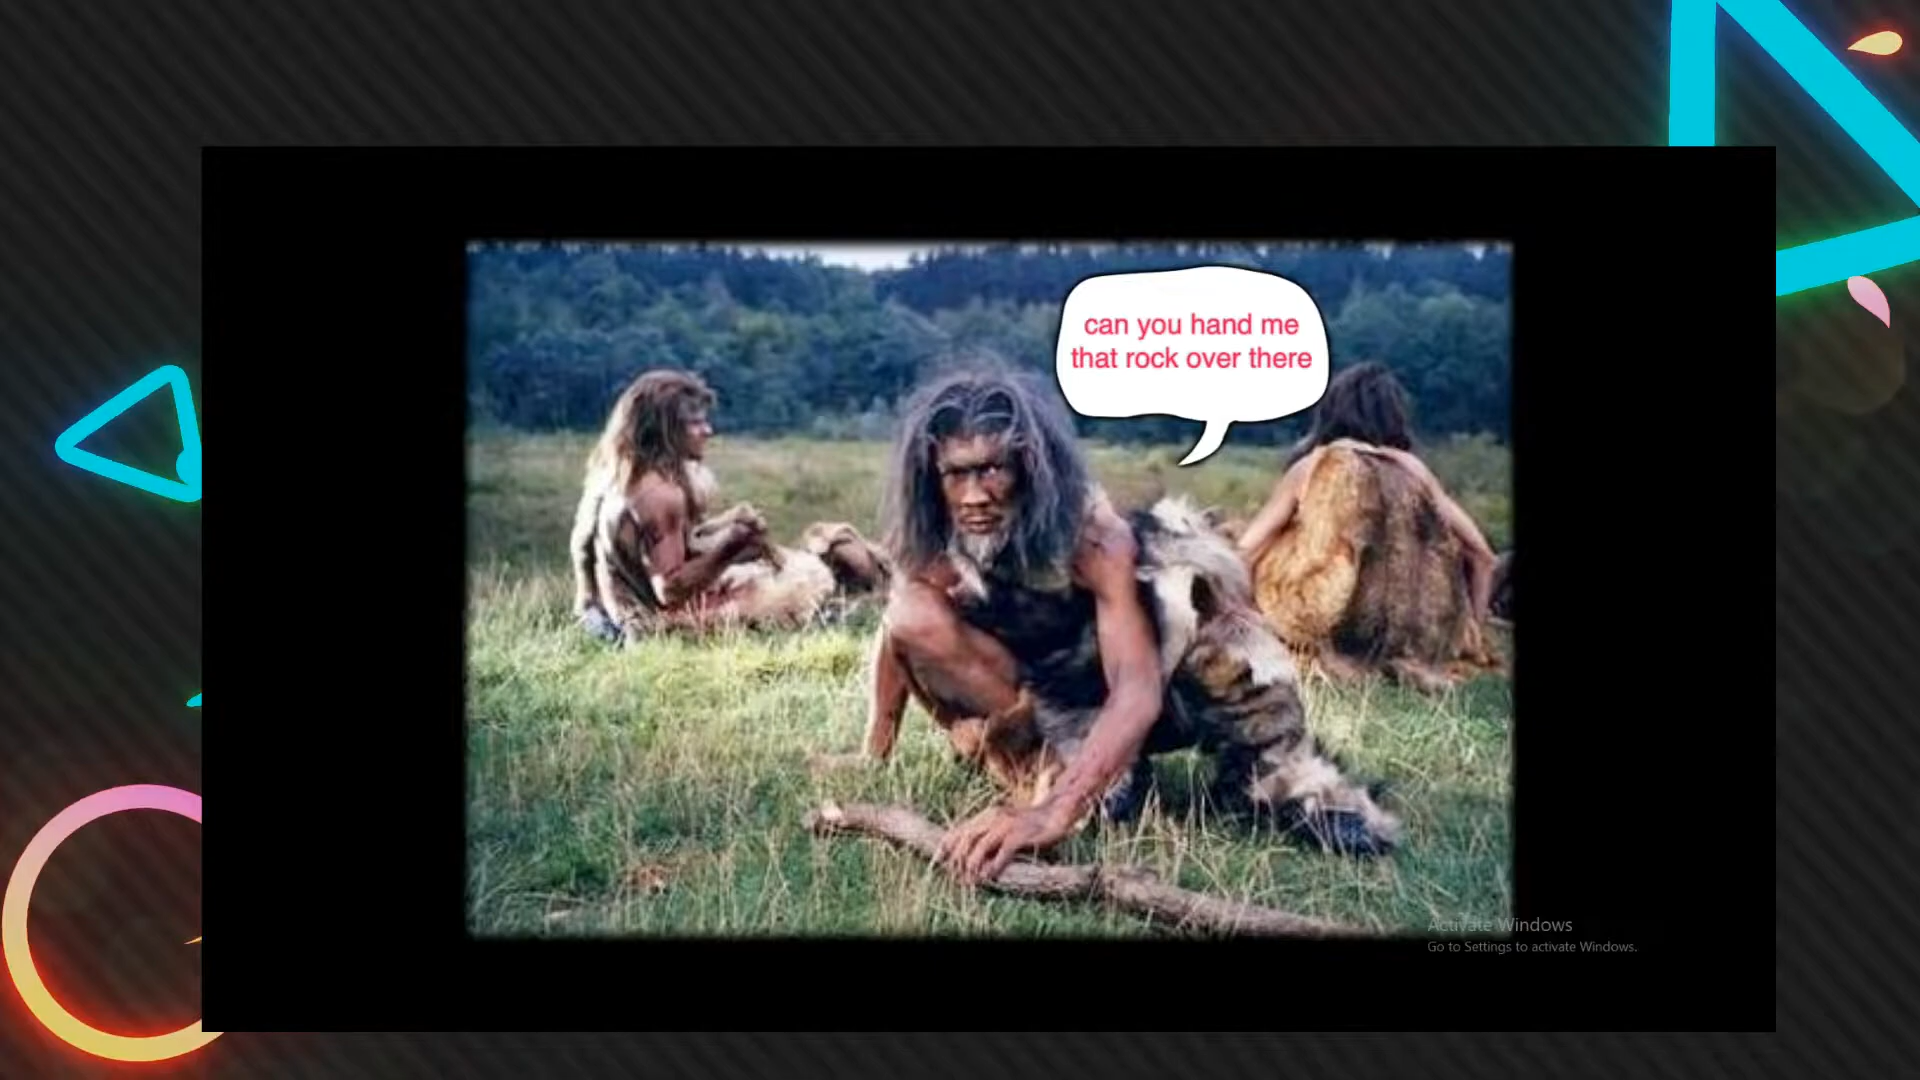 can you hand me
that rock over there
Activate Windows
Go to Settings to activate Windows.